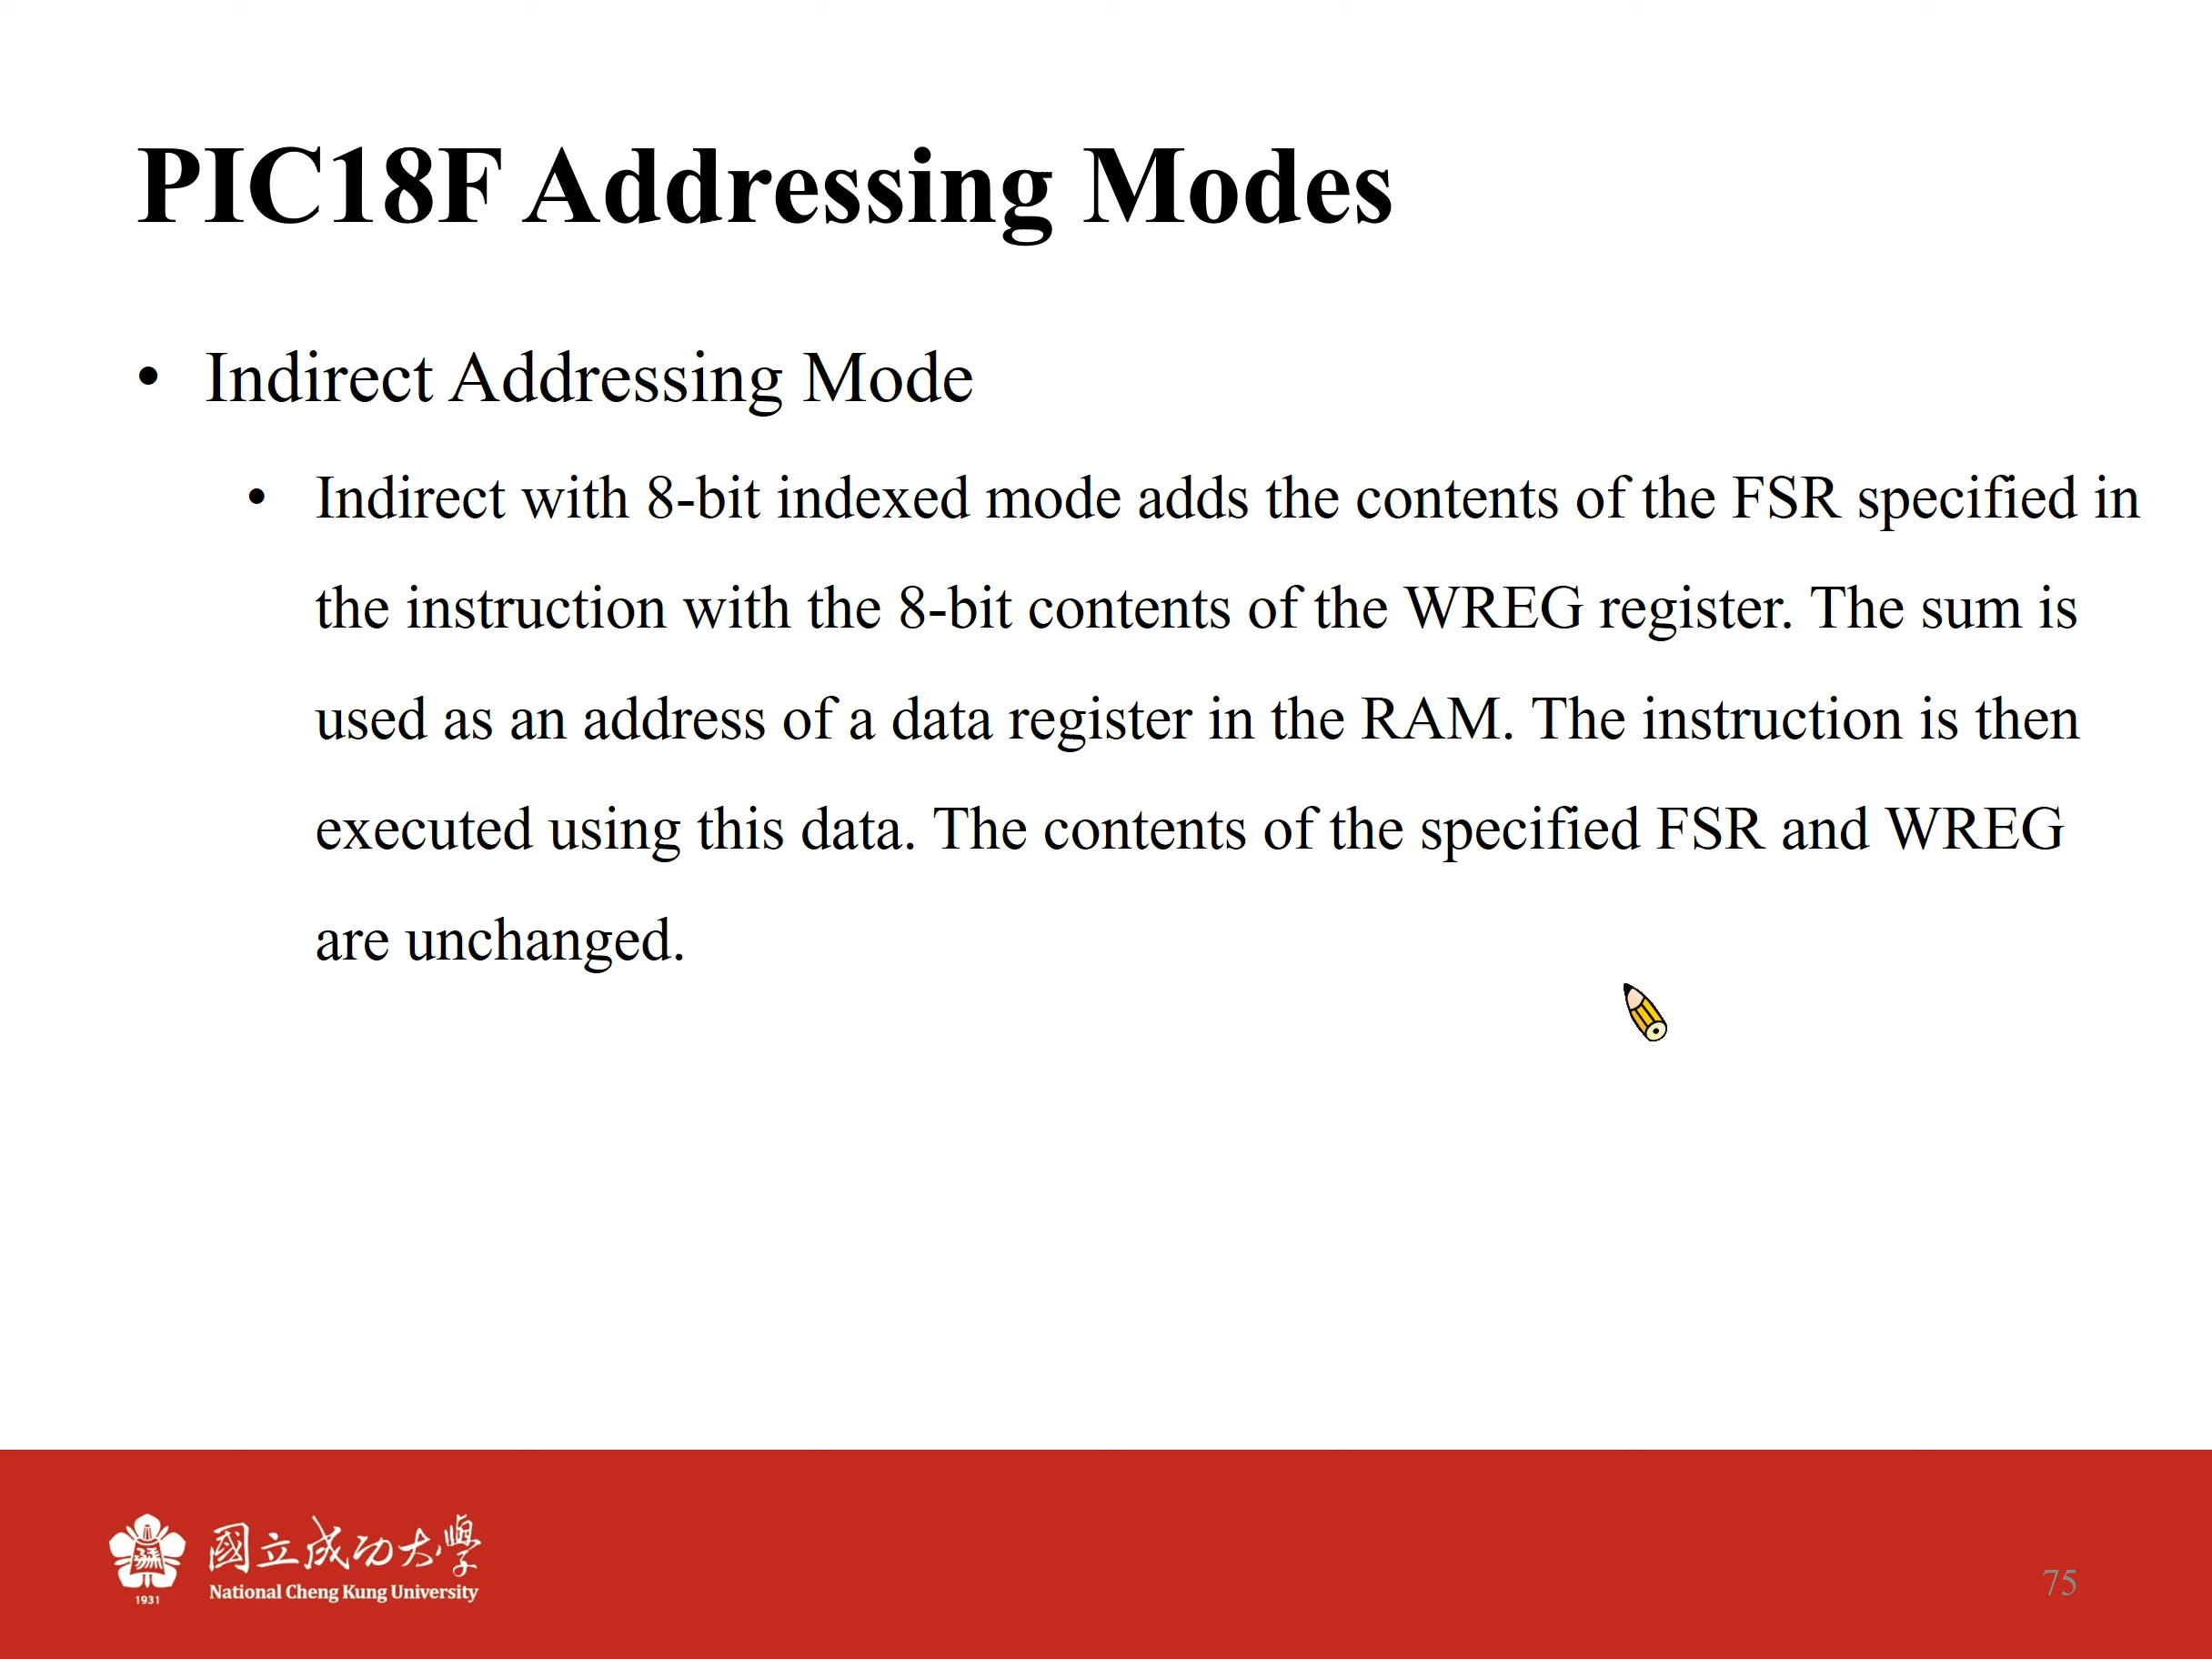 PIC18F Addressing Modes
• Indirect Addressing Mode
• Indirect with 8-bit indexed mode adds the contents of the FSR specified in
the instruction with the 8-bit contents of the WREG register. The sum is
used as an address of a data register in the RAM. The instruction is then
executed using this data. The contents of the specified FSR and WREG
are unchanged.
國立成功大學
National Cheng Kung University
1931
75